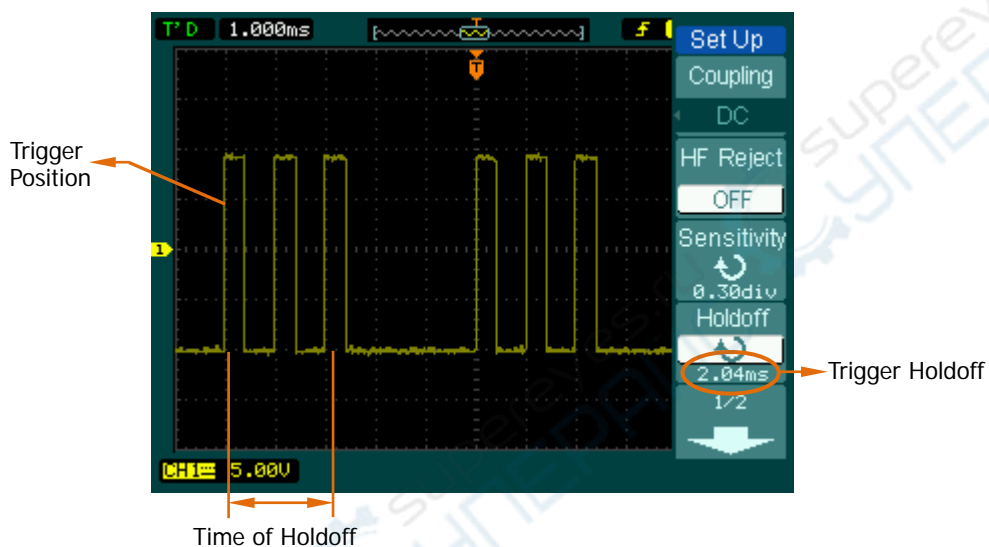 T'D 1.000ms
T
T
Set Up
Coupling
DC
HF Reject
OFF
Sensitivity
0.30div
Holdoff
2.04ms
1/2
Trigger
Position
1
Trigger Holdoff
CH1 5.00V
Time of Holdoff